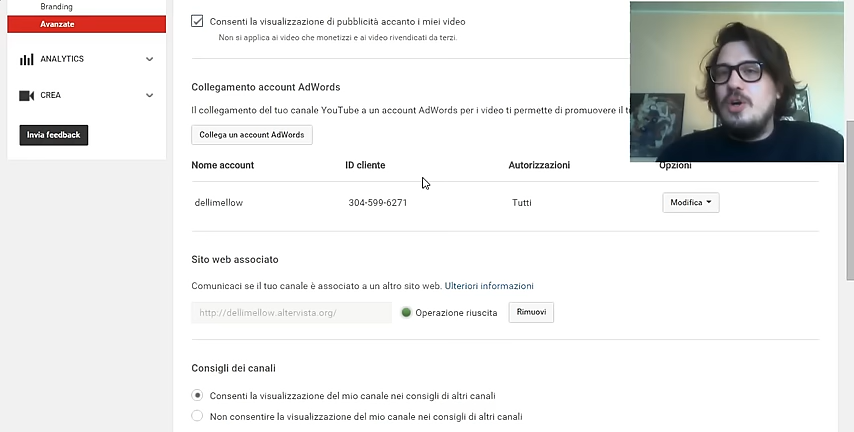 Branding
Avanzate
ANALYTICS
CREA
Invia feedback
Consenti la visualizzazione di pubblicità accanto i miei video
Non si applica ai video che monetizzi e ai video rivendicati da terzi.
Collegamento account AdWords
Il collegamento del tuo canale YouTube a un account AdWords per i video ti permette di promuovere il
Collega un account AdWords
Nome account ID cliente Autorizzazioni Opzioni
dellimellow 304-599-6271 Tutti Modifica
Sito web associato
Comunicaci se il tuo canale è associato a un altro sito web. Ulteriori informazioni
http://dellimellow.altervista.org/ Operazione riuscita Rimuovi
Consigli dei canali
Consenti la visualizzazione del mio canale nei consigli di altri canali
Non consentire la visualizzazione del mio canale nei consigli di altri canali